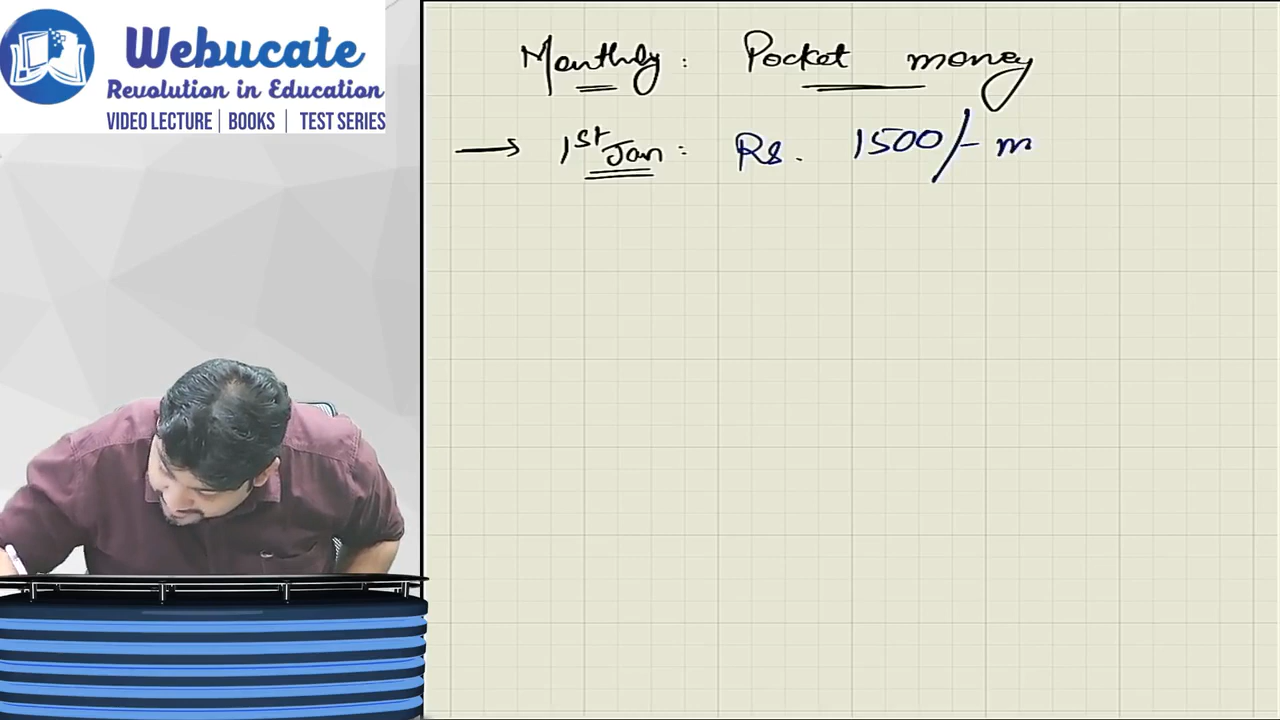 Webucate
Revolution in Education
VIDEO LECTURE | BOOKS | TEST SERIES
Monthly : Pocket money
→ 1st Jan : Rs. 1500/- m